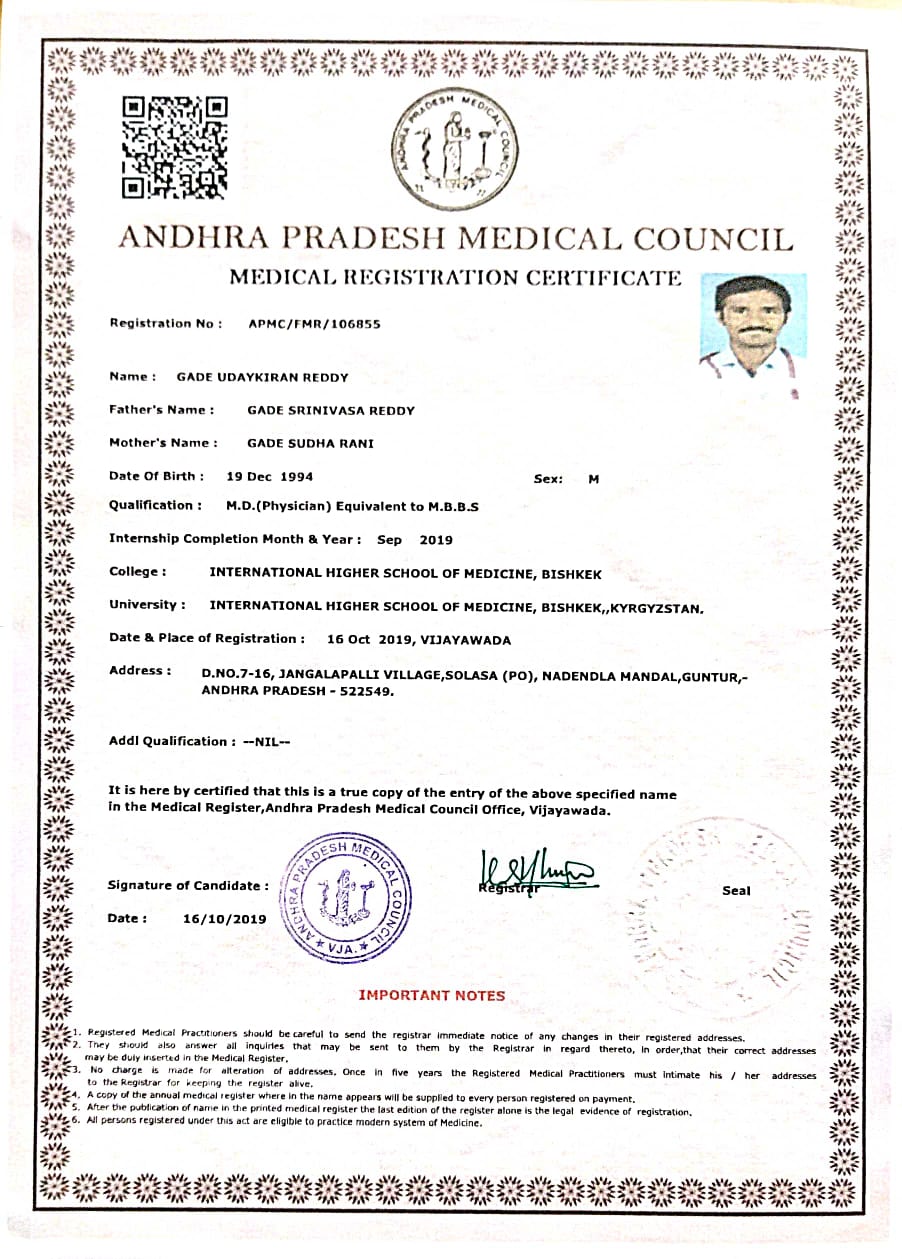 ANDHRA PRADESH MEDICAL COUNCIL
ANDHRA PRADESH MEDICAL COUNCIL
MEDICAL REGISTRATION CERTIFICATE
Registration No : APMC/FMR/106855
Name : GADE UDAYKIRAN REDDY
Father's Name : GADE SRINIVASA REDDY
Mother's Name : GADE SUDHA RANI
Date Of Birth : 19 Dec 1994 Sex: M
Qualification : M.D.(Physician) Equivalent to M.B.B.S
Internship Completion Month & Year : Sep 2019
College : INTERNATIONAL HIGHER SCHOOL OF MEDICINE, BISHKEK
University : INTERNATIONAL HIGHER SCHOOL OF MEDICINE, BISHKEK,,KYRGYZSTAN.
Date & Place of Registration : 16 Oct 2019, VIJAYAWADA
Address : D.NO.7-16, JANGALAPALLI VILLAGE,SOLASA (PO), NADENDLA MANDAL,GUNTUR,-
ANDHRA PRADESH - 522549.
Addl Qualification : --NIL--
It is here by certified that this is a true copy of the entry of the above specified name
in the Medical Register,Andhra Pradesh Medical Council Office, Vijayawada.
ANDHRA PRADESH MEDICAL COUNCIL
VJA.
Signature of Candidate :
Registrar
Seal
Date : 16/10/2019
IMPORTANT NOTES
1. Registered Medical Practitioners should be careful to send the registrar immediate notice of any changes in their registered addresses.
2. They should also answer all inquiries that may be sent to them by the Registrar in regard thereto, in order,that their correct addresses
may be duly inserted in the Medical Register.
3. No charge is made for alteration of addresses. Once in five years the Registered Medical Practitioners must intimate his / her addresses
to the Registrar for keeping the register alive.
4. A copy of the annual medical register where in the name appears will be supplied to every person registered on payment.
5. After the publication of name in the printed medical register the last edition of the register alone is the legal evidence of registration.
6. All persons registered under this act are eligible to practice modern system of Medicine.